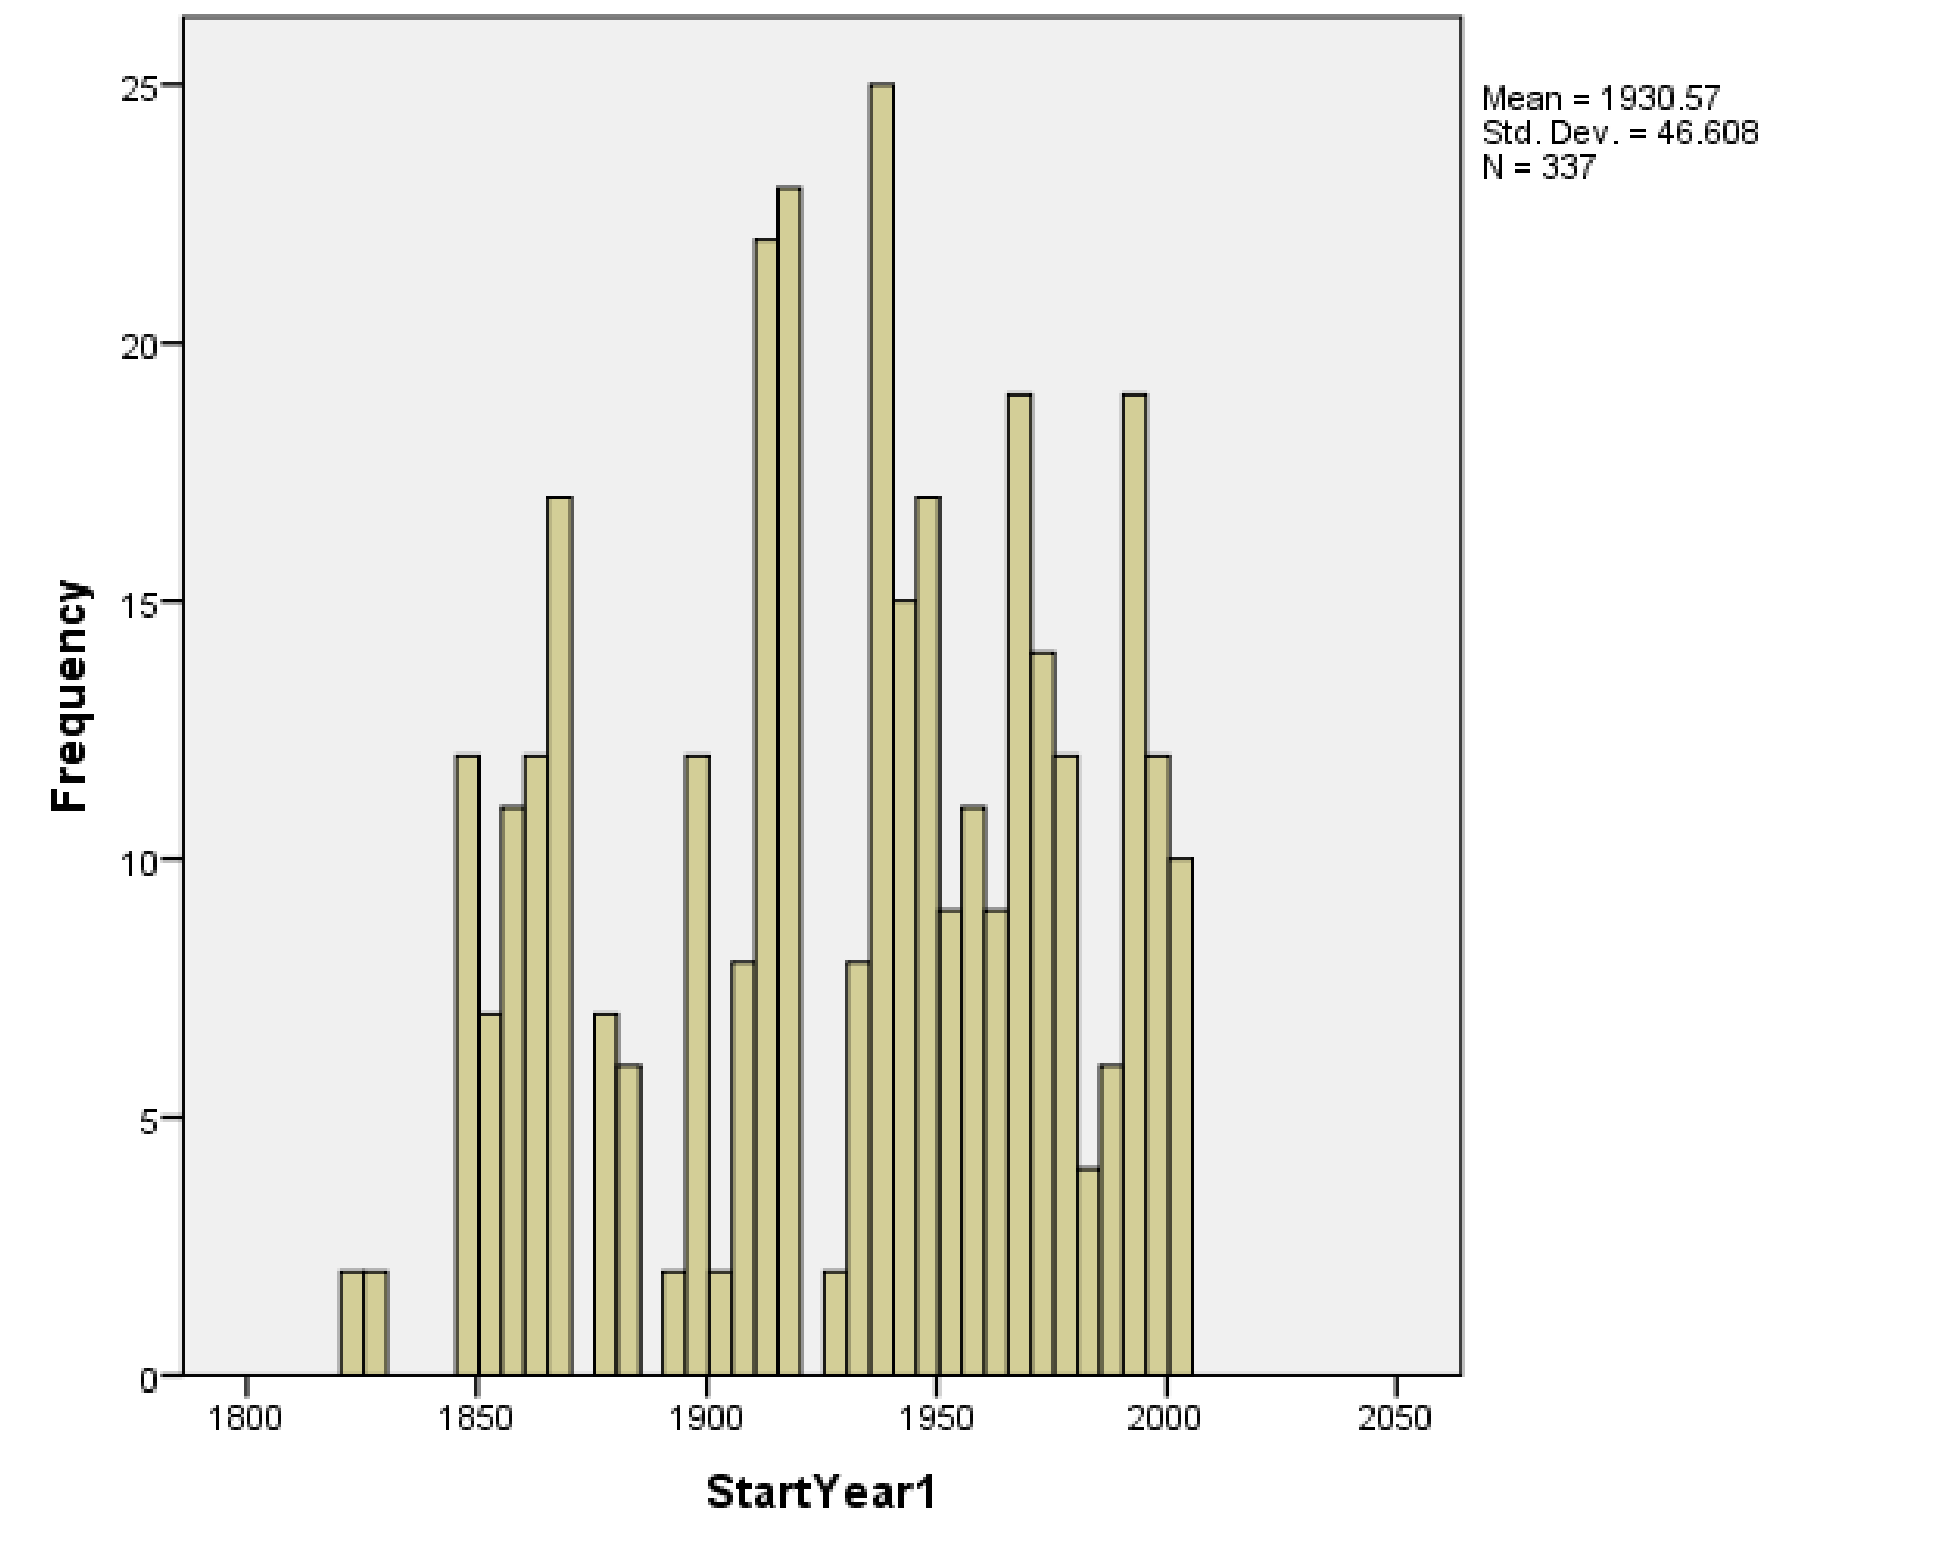 25
20
15
10
5
0
Frequency
1800
1850
1900
1950
2000
2050
StartYear1
Mean = 1930.57
Std. Dev. = 46.608
N = 337